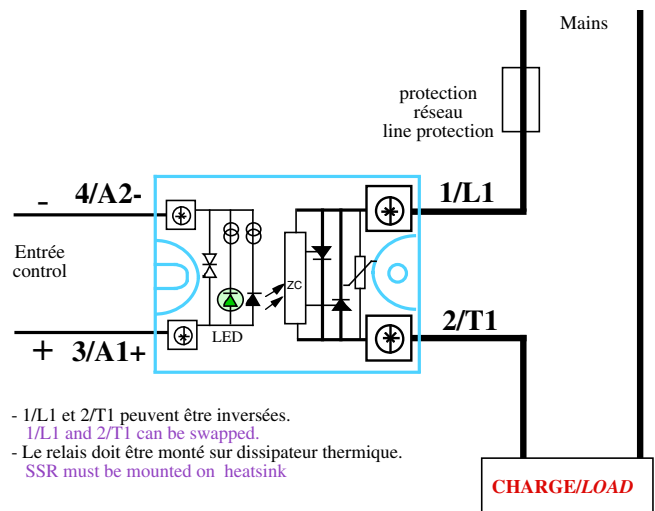 Mains
protection
réseau
line protection
- 4/A2-
1/L1
Entrée
control
ZC
LED
2/T1
+ 3/A1+
- 1/L1 et 2/T1 peuvent être inversées.
1/L1 and 2/T1 can be swapped.
- Le relais doit être monté sur dissipateur thermique.
SSR must be mounted on heatsink
CHARGE/LOAD